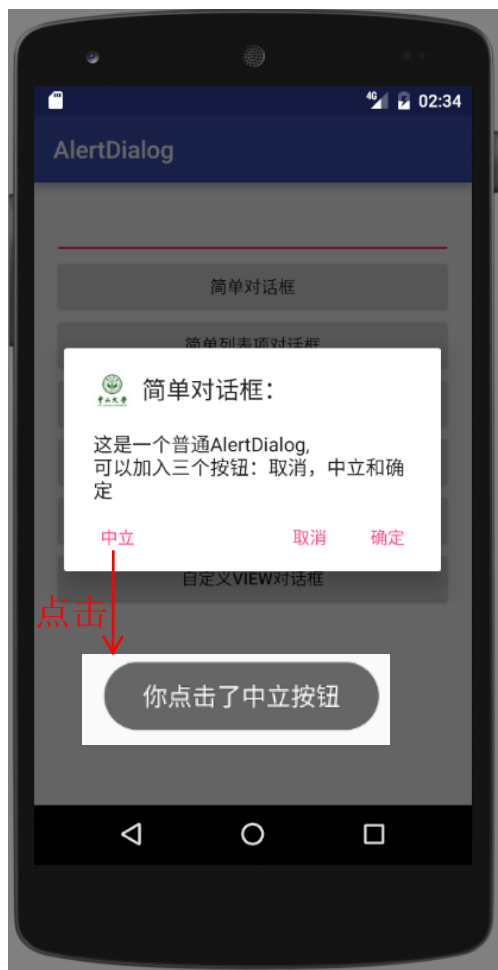 4G 02:34
AlertDialog
简单对话框
简单列表项对话框
中山大学
简单对话框：
这是一个普通AlertDialog,
可以加入三个按钮：取消，中立和确
定
中立 取消 确定
自定义VIEW对话框
点击
你点击了中立按钮